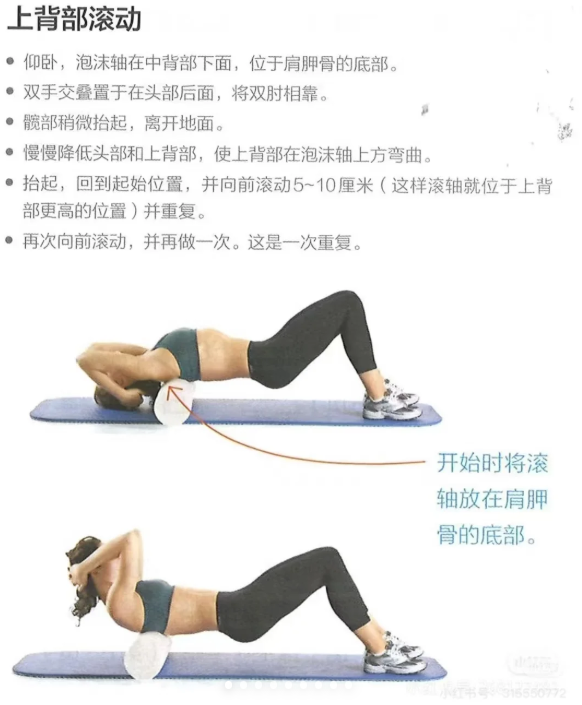 上背部滚动
● 仰卧，泡沫轴在中背部下面，位于肩胛骨的底部。
● 双手交叠置于在头部后面，将双肘相靠。
● 髋部稍微抬起，离开地面。
● 慢慢降低头部和上背部，使上背部在泡沫轴上方弯曲。
● 抬起，回到起始位置，并向前滚动5~10厘米（这样滚轴就位于上背
部更高的位置）并重复。
● 再次向前滚动，并再做一次。这是一次重复。
开始时将滚
轴放在肩胛
骨的底部。
小红书号：316550772